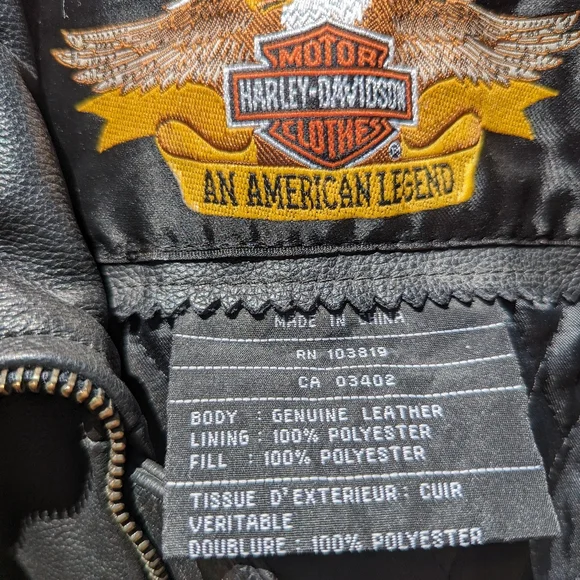 MOTOR
HARLEY-DAVIDSON
CLOTHES
®
AN AMERICAN LEGEND
MADE IN CHINA
RN 103819
CA 03402
BODY : GENUINE LEATHER
LINING : 100% POLYESTER
FILL : 100% POLYESTER
TISSUE D'EXTERIEUR : CUIR
VERITABLE
DOUBLURE : 100% POLYESTER